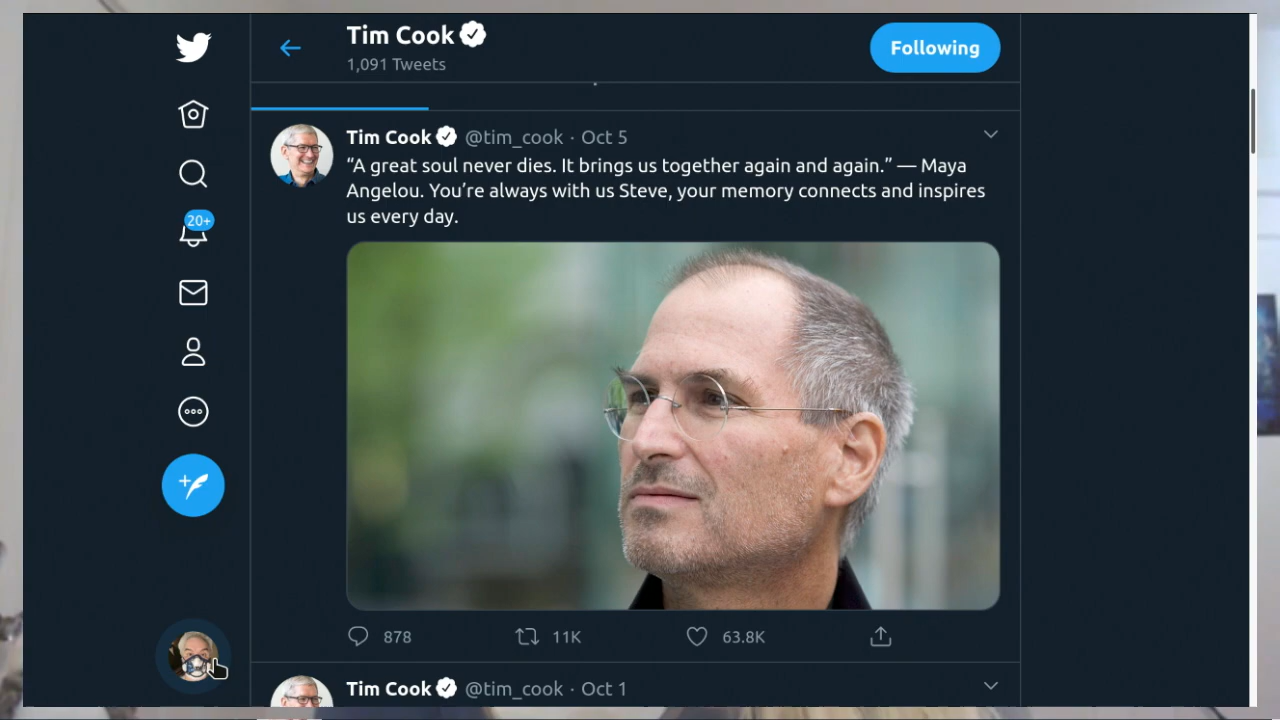 Tim Cook
1,091 Tweets
Following
Tim Cook @tim_cook · Oct 5
“A great soul never dies. It brings us together again and again.” — Maya
Angelou. You’re always with us Steve, your memory connects and inspires
us every day.
20+
878 11K 63.8K
Tim Cook @tim_cook · Oct 1